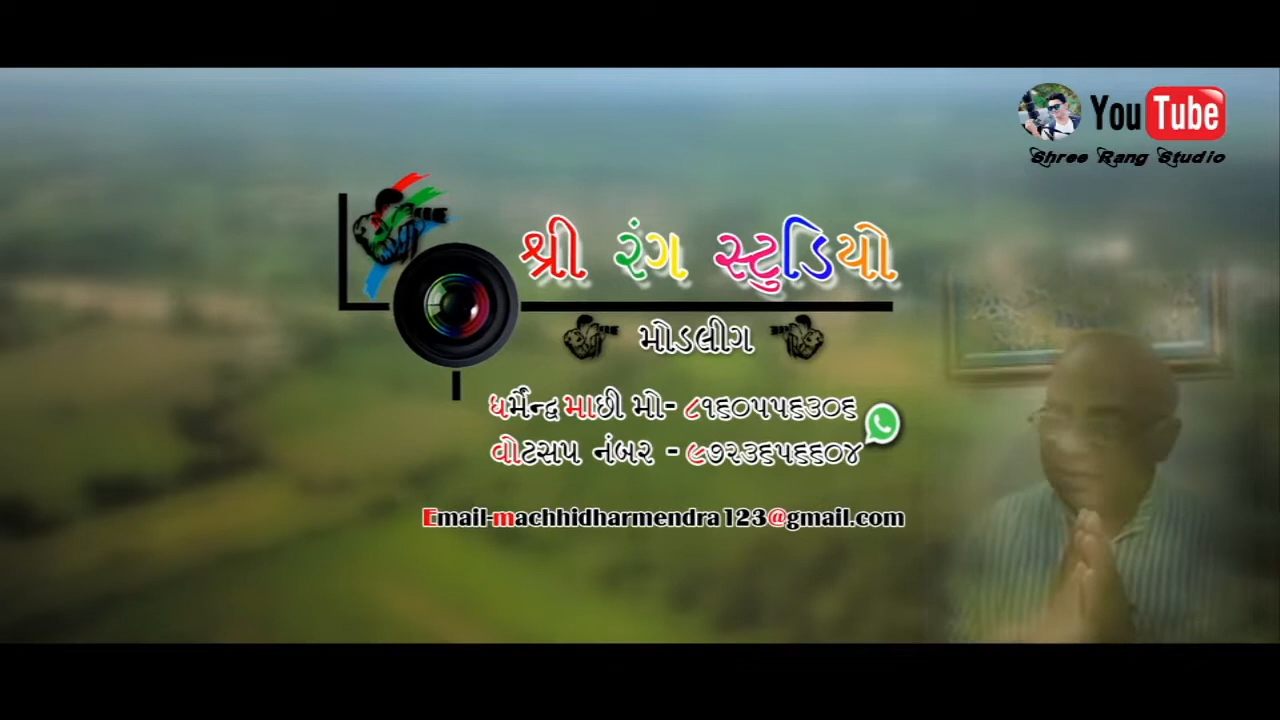 YouTube
Shree Rang Studio
શ્રી રંગ સ્ટુડિયો
મોડલીગ
ધર્મેન્દ્વ માછી મો- ૮૧૬૦૫૫૬૩૦૬
વોટસપ નંબર - ૯૭૨૩૬૫૬૬૦૪
Email-machhidharmendra123@gmail.com